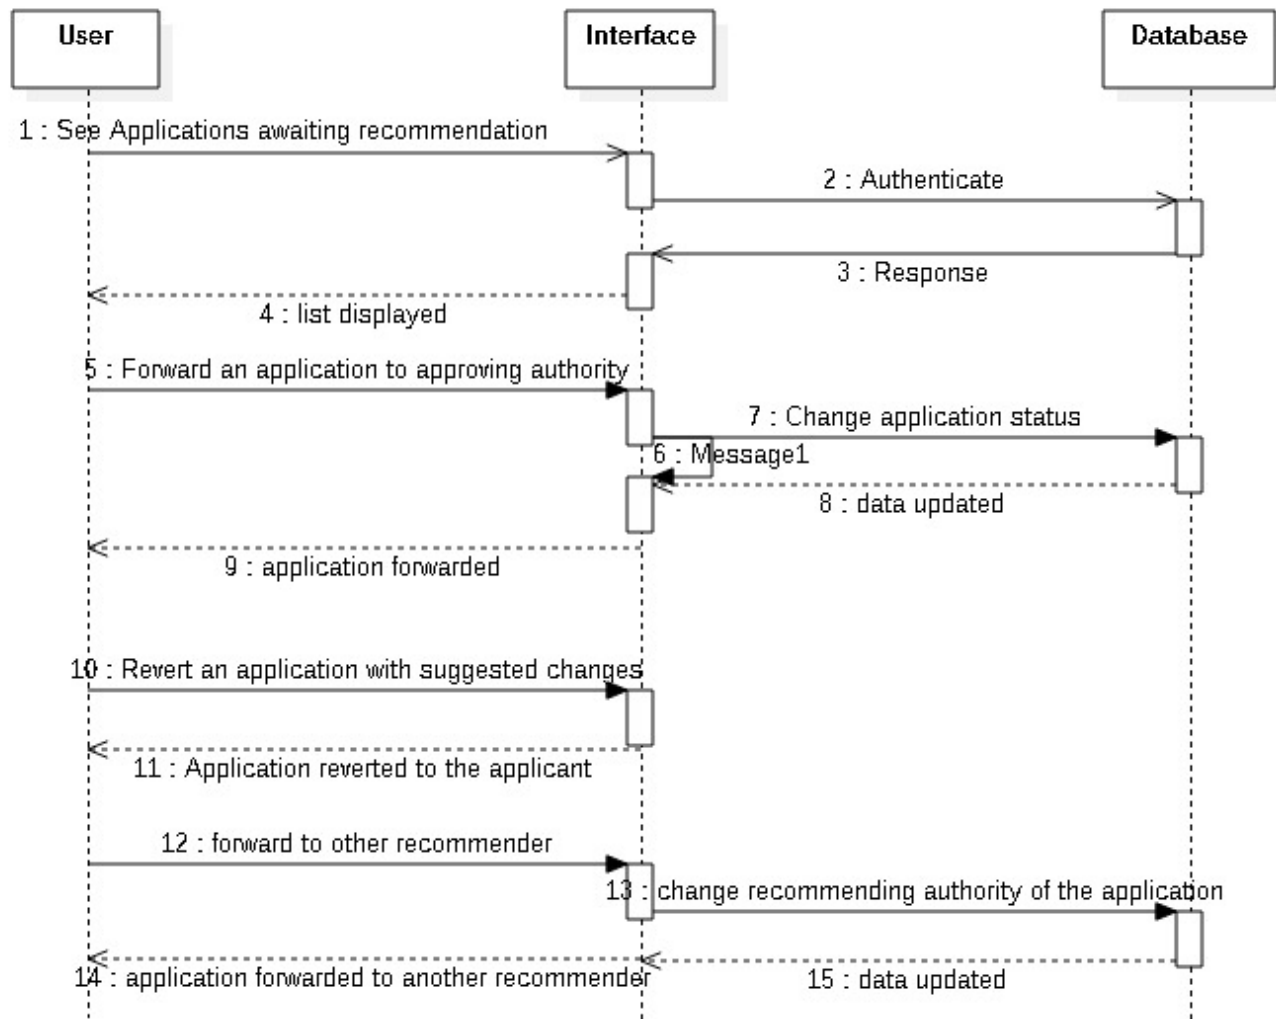 User
Interface
Database
1 : See Applications awaiting recommendation
2 : Authenticate
3 : Response
4 : list displayed
5 : Forward an application to approving authority
7 : Change application status
6 : Message1
8 : data updated
9 : application forwarded
10 : Revert an application with suggested changes
11 : Application reverted to the applicant
12 : forward to other recommender
13 : change recommending authority of the application
14 : application forwarded to another recommender
15 : data updated